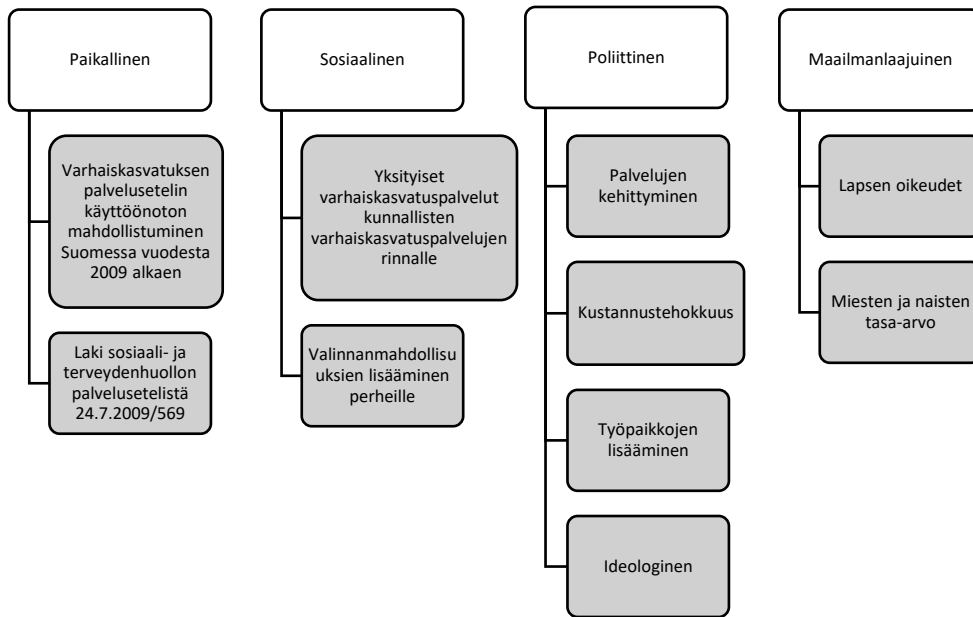 Paikallinen
Varhaiskasvatuksen
palvelusetelin
käyttöönoton
mahdollistuminen
Suomessa vuodesta
2009 alkaen
Laki sosiaali- ja
terveydenhuollon
palvelusetelistä
24.7.2009/569
Sosiaalinen
Yksityiset
varhaiskasvatuspalvelut
kunnallisten
varhaiskasvatuspalvelujen
rinnalle
Valinnanmahdollisu
uksien lisääminen
perheille
Poliittinen
Palvelujen
kehittyminen
Kustannustehokkuus
Työpaikkojen
lisääminen
Ideologinen
Maailmanlaajuinen
Lapsen oikeudet
Miesten ja naisten
tasa-arvo